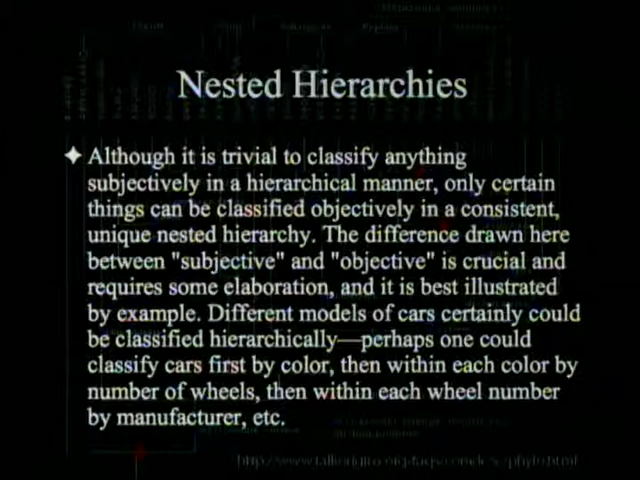 Nested Hierarchies
✦ Although it is trivial to classify anything
subjectively in a hierarchical manner, only certain
things can be classified objectively in a consistent,
unique nested hierarchy. The difference drawn here
between "subjective" and "objective" is crucial and
requires some elaboration, and it is best illustrated
by example. Different models of cars certainly could
be classified hierarchically—perhaps one could
classify cars first by color, then within each color by
number of wheels, then within each wheel number
by manufacturer, etc.